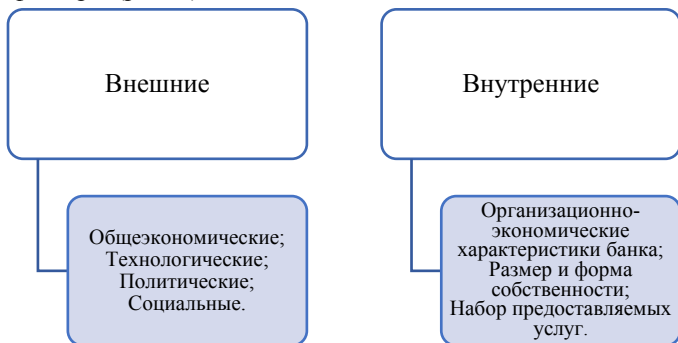 Внешние
Общеэкономические;
Технологические;
Политические;
Социальные.
Внутренние
Организационно-
экономические
характеристики банка;
Размер и форма
собственности;
Набор предоставляемых
услуг.